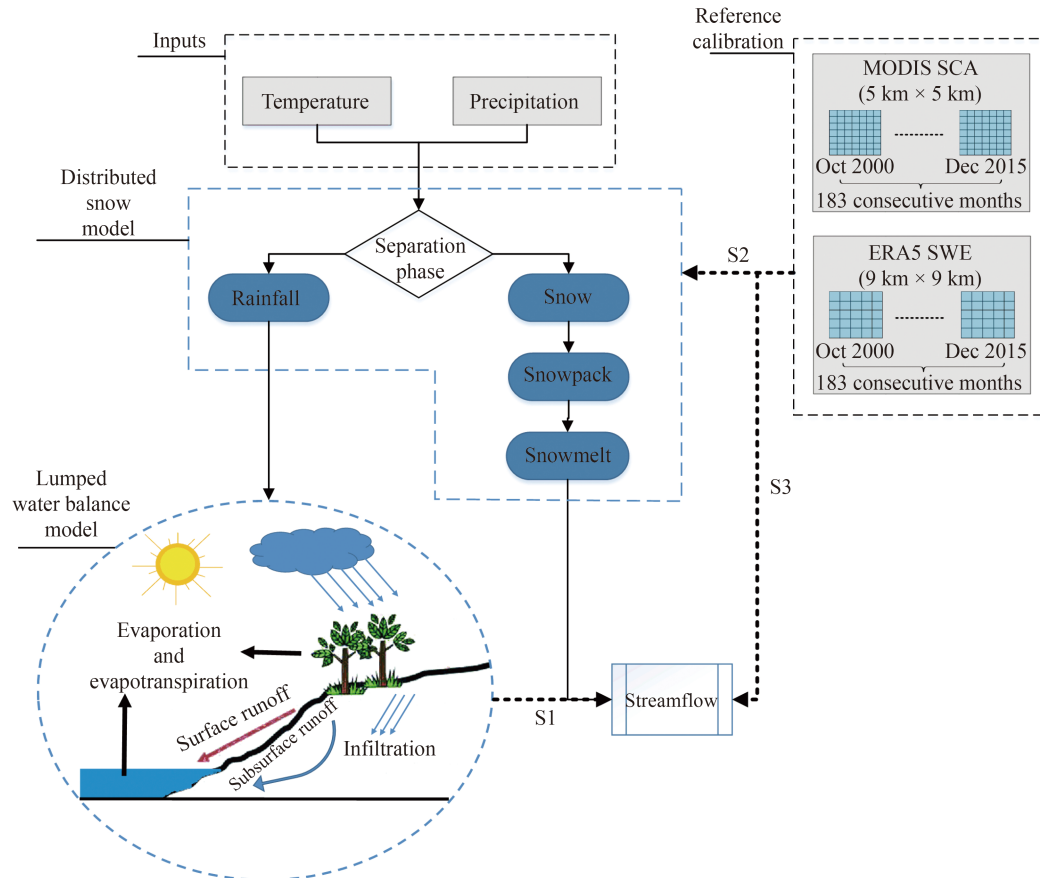 Inputs
Temperature
Precipitation
Reference
calibration
MODIS SCA
(5 km × 5 km)
Oct 2000
Dec 2015
183 consecutive months
ERA5 SWE
(9 km × 9 km)
Oct 2000
Dec 2015
183 consecutive months
Distributed
snow
model
Separation
phase
Rainfall
Snow
Snowpack
Snowmelt
S2
S3
Lumped
water balance
model
Evaporation
and
evapotranspiration
Surface runoff
Subsurface runoff
Infiltration
S1
Streamflow